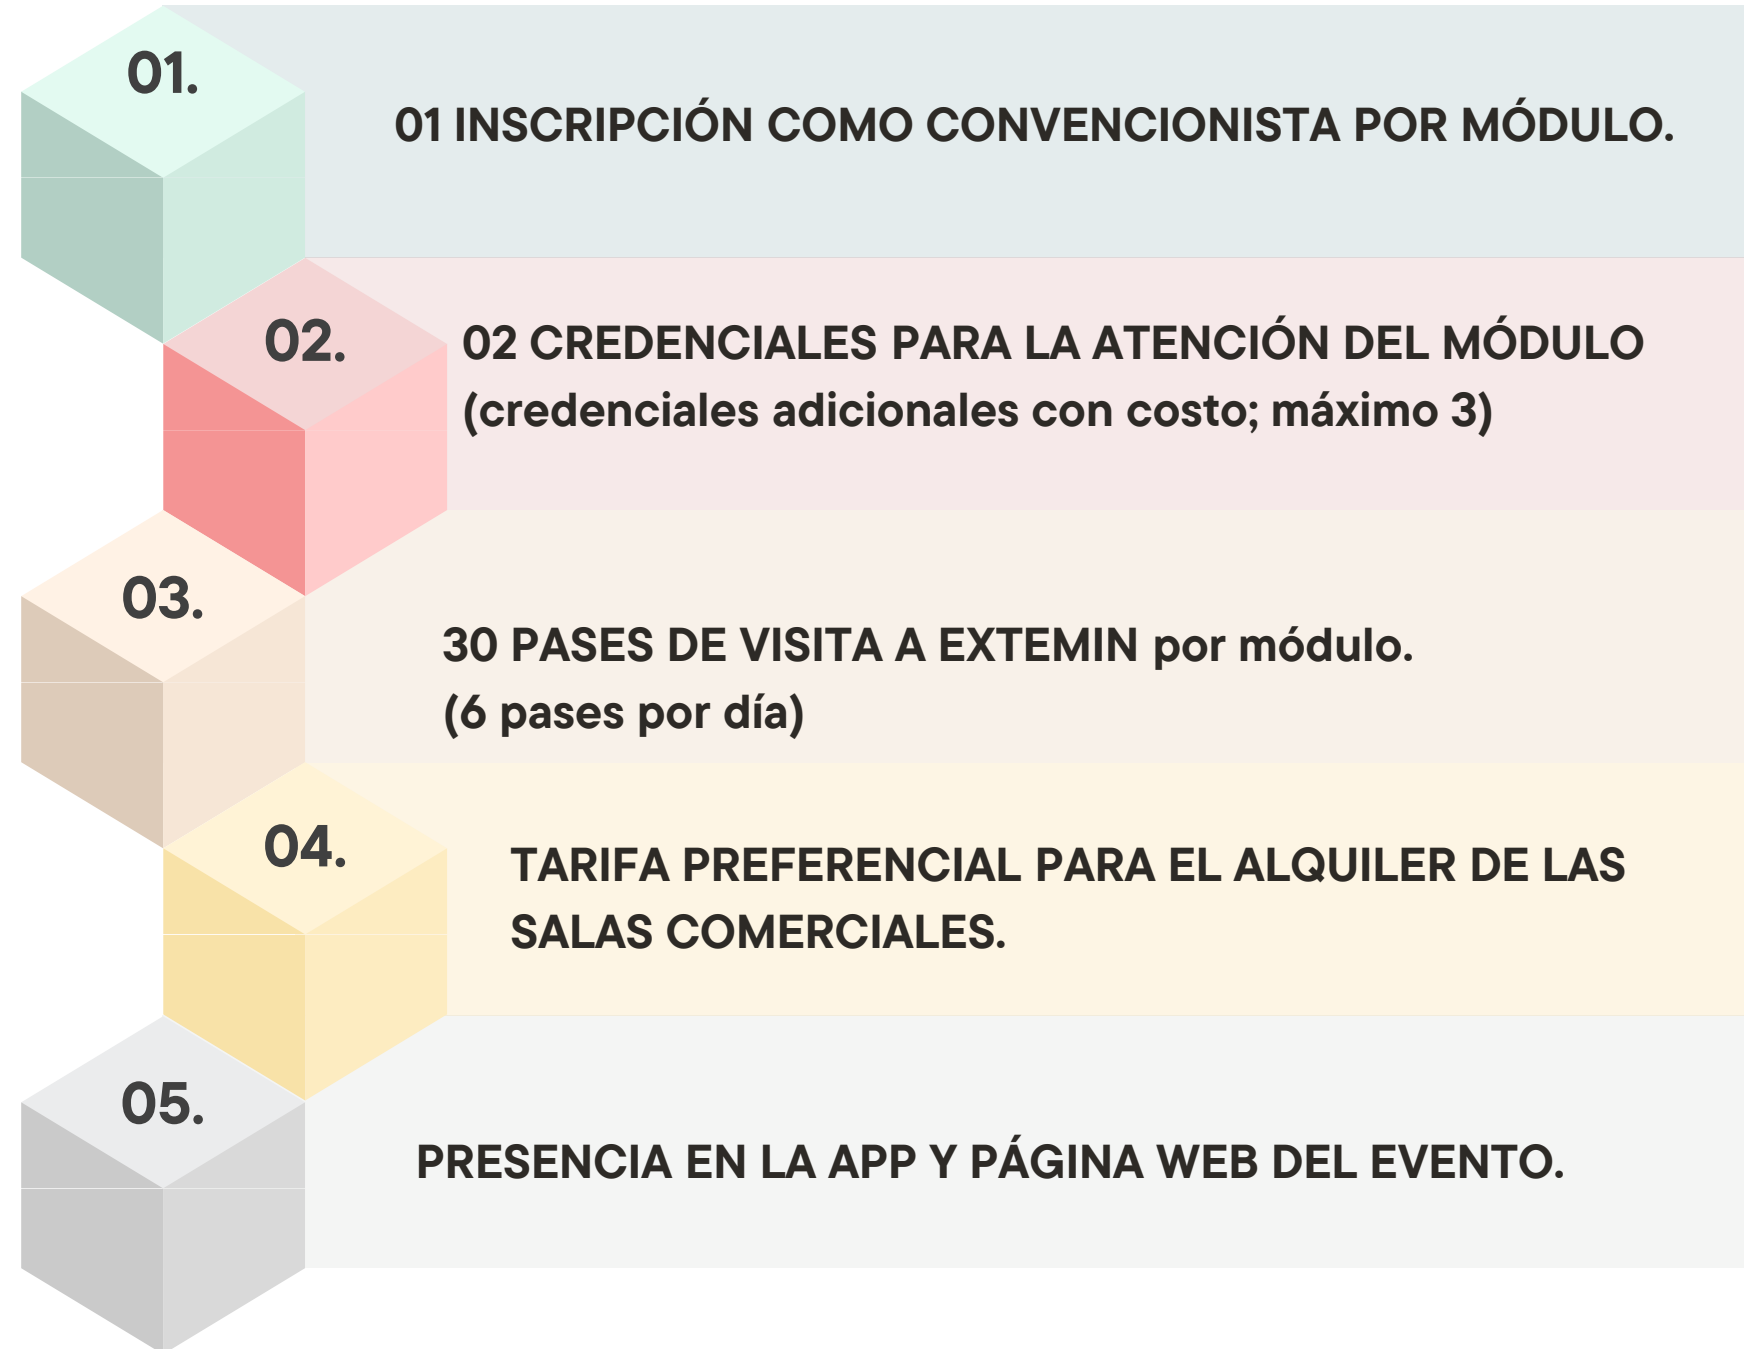 01.
01 INSCRIPCIÓN COMO CONVENCIONISTA POR MÓDULO.
02.
02 CREDENCIALES PARA LA ATENCIÓN DEL MÓDULO
(credenciales adicionales con costo; máximo 3)
03.
30 PASES DE VISITA A EXTEMIN por módulo.
(6 pases por día)
04.
TARIFA PREFERENCIAL PARA EL ALQUILER DE LAS
SALAS COMERCIALES.
05.
PRESENCIA EN LA APP Y PÁGINA WEB DEL EVENTO.